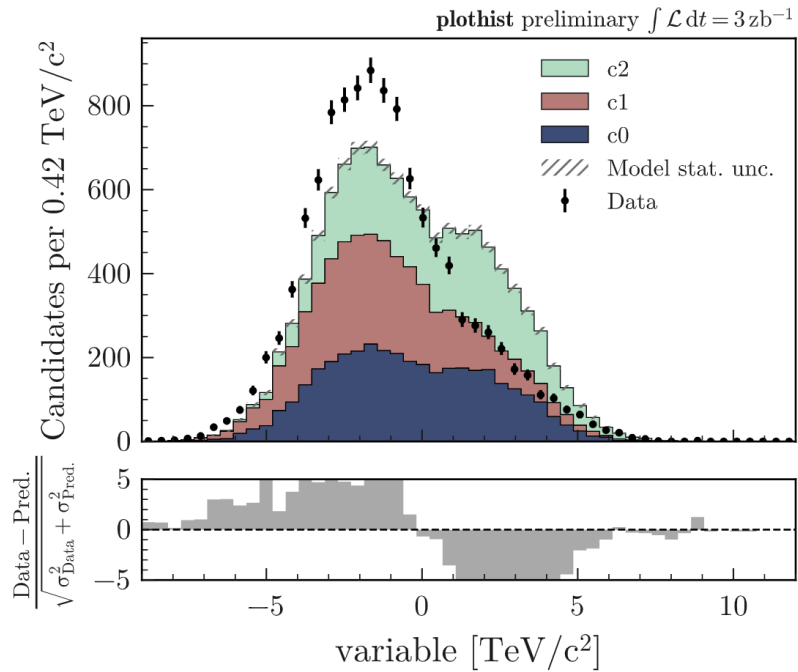 plothist preliminary ∫ ℒ dt = 3 zb⁻¹
Candidates per 0.42 TeV/c²
800
600
400
200
0
c2
c1
c0
Model stat. unc.
Data
Data − Pred.
√σ²Data + σ²Pred.
5
0
−5
−5
0
5
10
variable [TeV/c²]